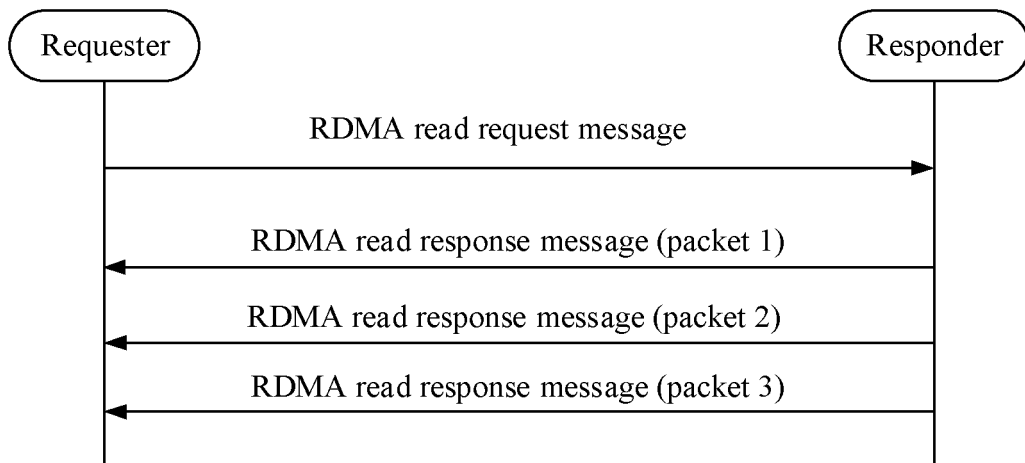 Requester
Responder
RDMA read request message
RDMA read response message (packet 1)
RDMA read response message (packet 2)
RDMA read response message (packet 3)